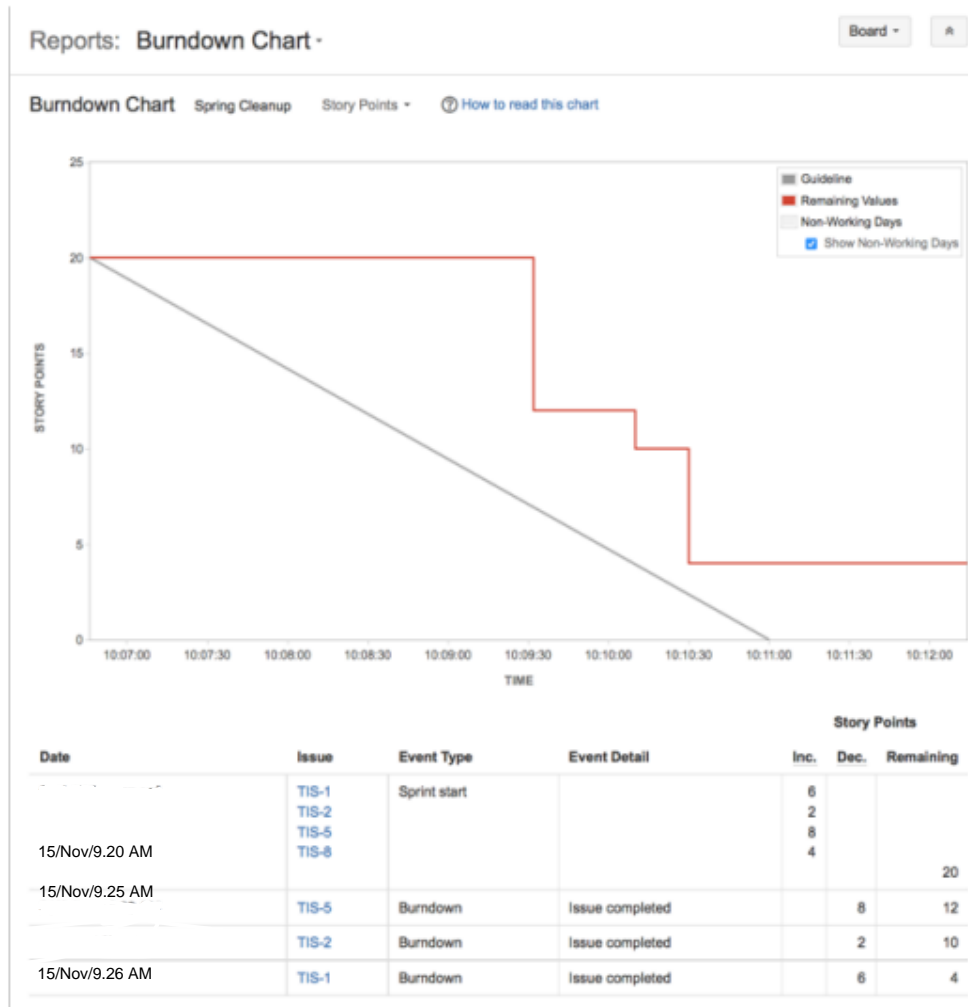 Reports: Burndown Chart
Board
Burndown Chart Spring Cleanup Story Points How to read this chart
25
Guideline
Remaining Values
Non-Working Days
Show Non-Working Days
20
15
10
5
0
STORY POINTS
10:07:00 10:07:30 10:08:00 10:08:30 10:09:00 10:09:30 10:10:00 10:10:30 10:11:00 10:11:30 10:12:00
TIME
Story Points
Date Issue Event Type Event Detail Inc. Dec. Remaining
TIS-1 Sprint start 6
TIS-2 2
TIS-5 8
15/Nov/9.20 AM TIS-8 4
20
15/Nov/9.25 AM
TIS-5 Burndown Issue completed 8 12
TIS-2 Burndown Issue completed 2 10
15/Nov/9.26 AM TIS-1 Burndown Issue completed 6 4